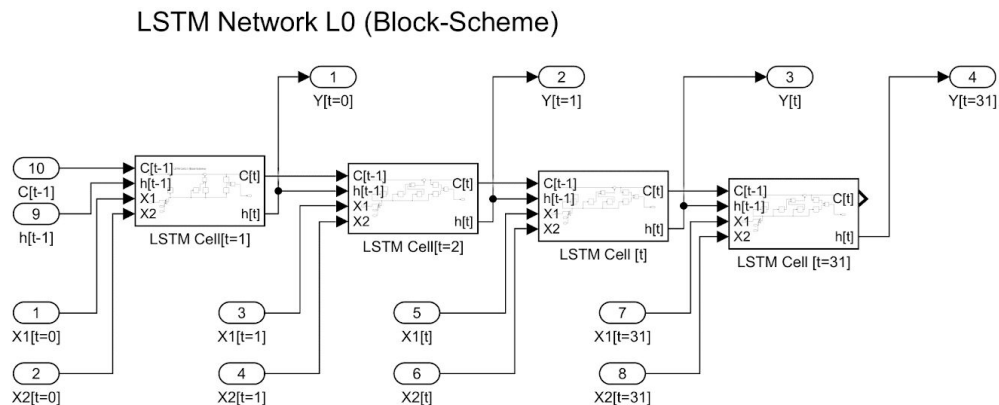 LSTM Network L0 (Block-Scheme)
1
Y[t=0]
2
Y[t=1]
3
Y[t]
4
Y[t=31]
10
C[t-1]
9
h[t-1]
C[t-1]
h[t-1]
X1
X2
C[t]
h[t]
LSTM Cell[t=1]
C[t-1]
h[t-1]
X1
X2
C[t]
h[t]
LSTM Cell[t=2]
C[t-1]
h[t-1]
X1
X2
C[t]
h[t]
LSTM Cell [t]
C[t-1]
h[t-1]
X1
X2
C[t]
h[t]
LSTM Cell [t=31]
1
X1[t=0]
3
X1[t=1]
5
X1[t]
7
X1[t=31]
2
X2[t=0]
4
X2[t=1]
6
X2[t]
8
X2[t=31]